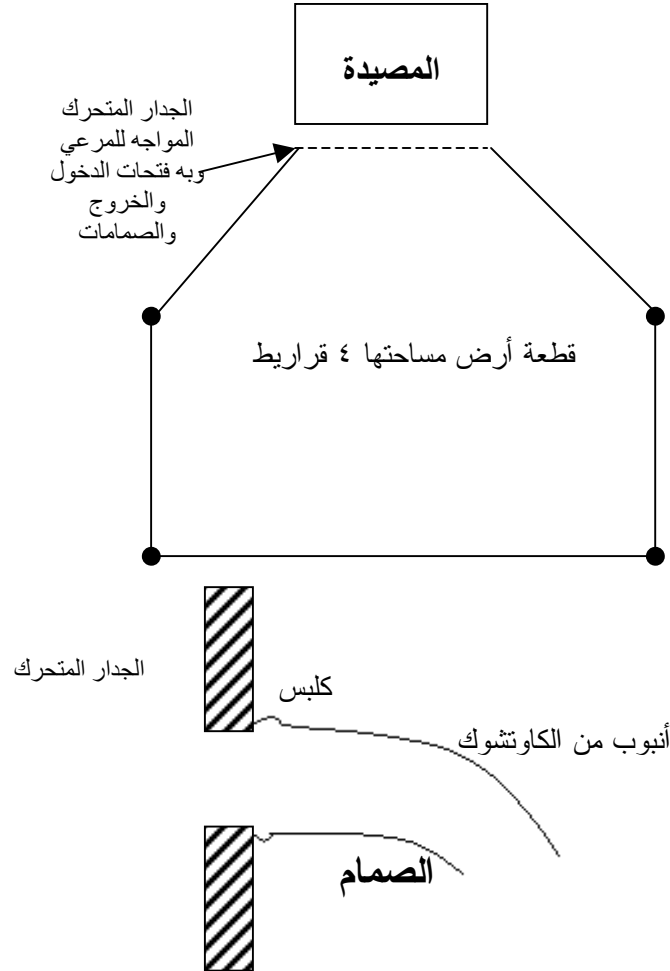 المصيدة
الجدار المتحرك
المواجه للمرعي
وبه فتحات الدخول
والخروج
والصمامات
قطعة أرض مساحتها ٤ قراريط
الجدار المتحرك
كلبس
أنبوب من الكاوتشوك
الصمام